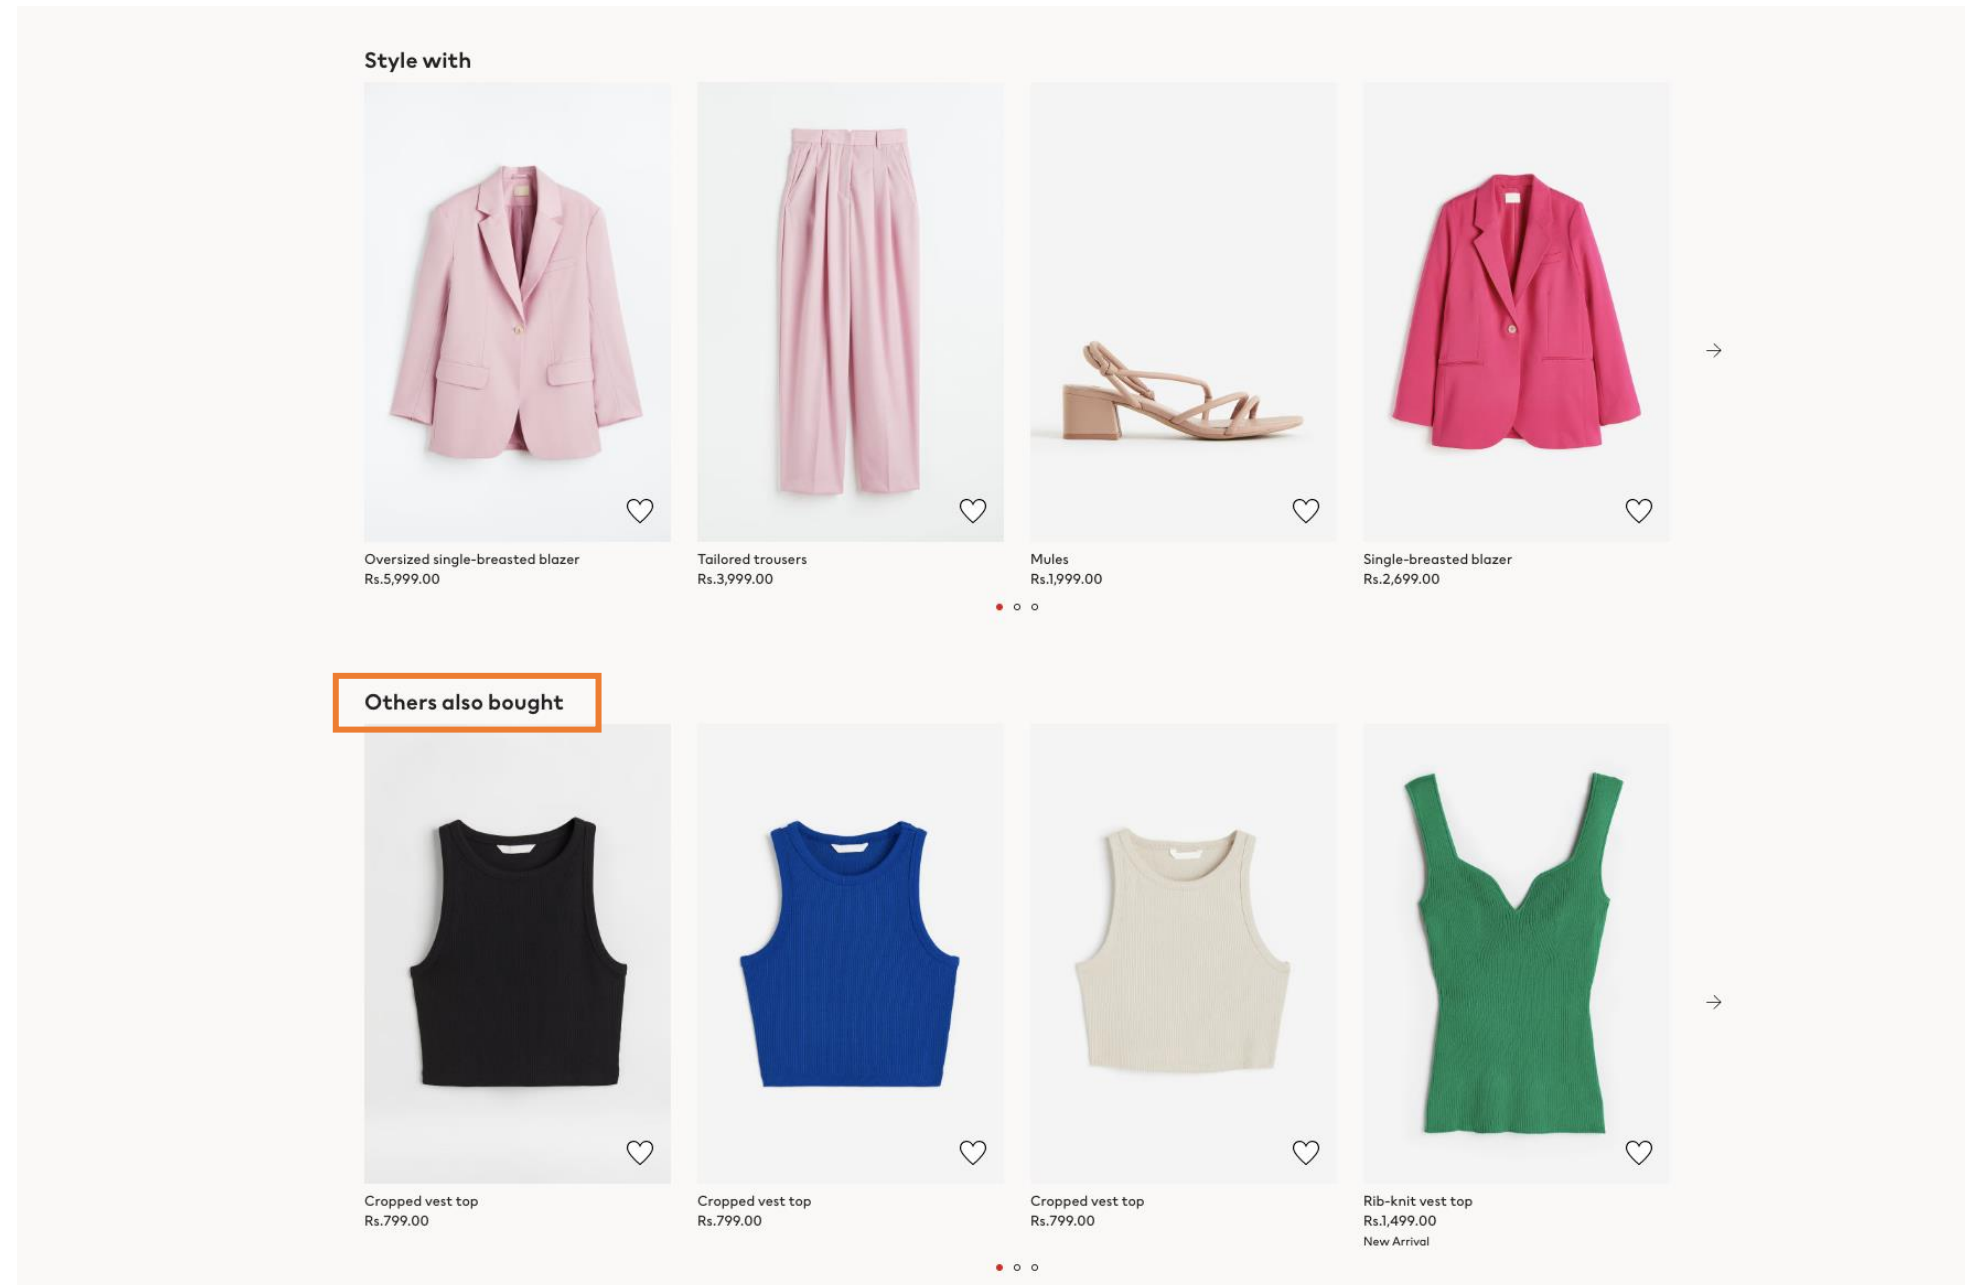 Style with
Oversized single-breasted blazer
Rs.5,999.00
Tailored trousers
Rs.3,999.00
Mules
Rs.1,999.00
Single-breasted blazer
Rs.2,699.00
Others also bought
Cropped vest top
Rs.799.00
Cropped vest top
Rs.799.00
Cropped vest top
Rs.799.00
Rib-knit vest top
Rs.1,499.00
New Arrival